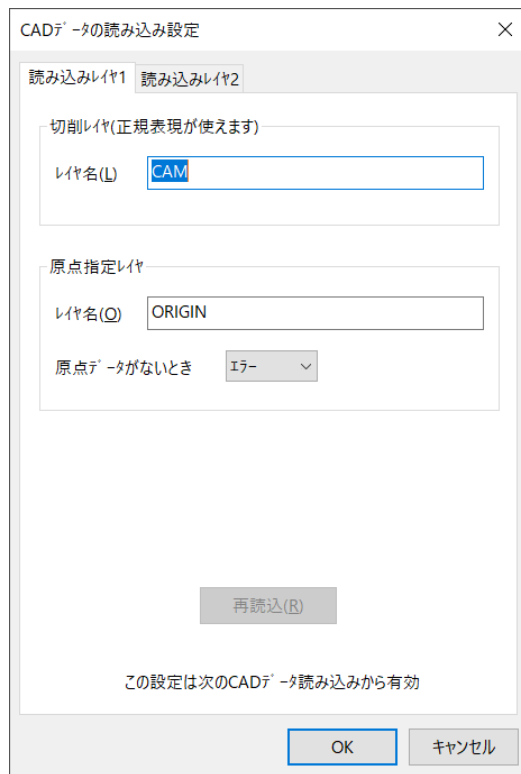 CADﾃﾞｰﾀの読み込み設定
読み込みﾚｲﾔ1 読み込みﾚｲﾔ2
切削ﾚｲﾔ(正規表現が使えます)
ﾚｲﾔ名(L) CAM
原点指定ﾚｲﾔ
ﾚｲﾔ名(O) ORIGIN
原点ﾃﾞｰﾀがないとき ｴﾗｰ
再読込(R)
この設定は次のCADﾃﾞｰﾀ読み込みから有効
OK キャンセル